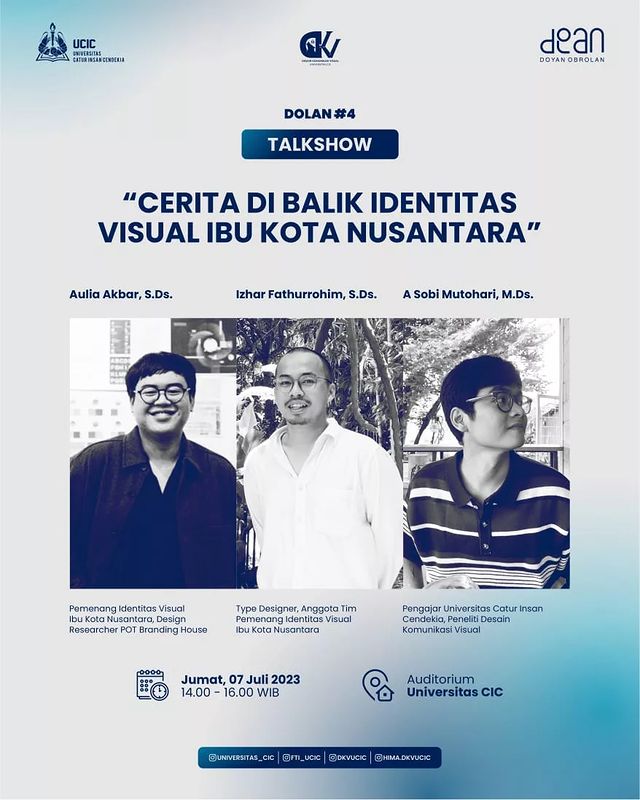 UCIC
UNIVERSITAS
CATUR INSAN CENDEKIA
DKV
dean
DOYAN OBROLAN
DOLAN #4
TALKSHOW
“CERITA DI BALIK IDENTITAS
VISUAL IBU KOTA NUSANTARA”
Aulia Akbar, S.Ds.
Izhar Fathurrohim, S.Ds.
A Sobi Mutohari, M.Ds.
Pemenang Identitas Visual
Ibu Kota Nusantara, Design
Researcher POT Branding House
Type Designer, Anggota Tim
Pemenang Identitas Visual
Ibu Kota Nusantara
Pengajar Universitas Catur Insan
Cendekia, Peneliti Desain
Komunikasi Visual
Jumat, 07 Juli 2023
14.00 - 16.00 WIB
Auditorium
Universitas CIC
UNIVERSITAS_CIC | FTI_UCIC | DKVUCIC | HIMA.DKVUCIC